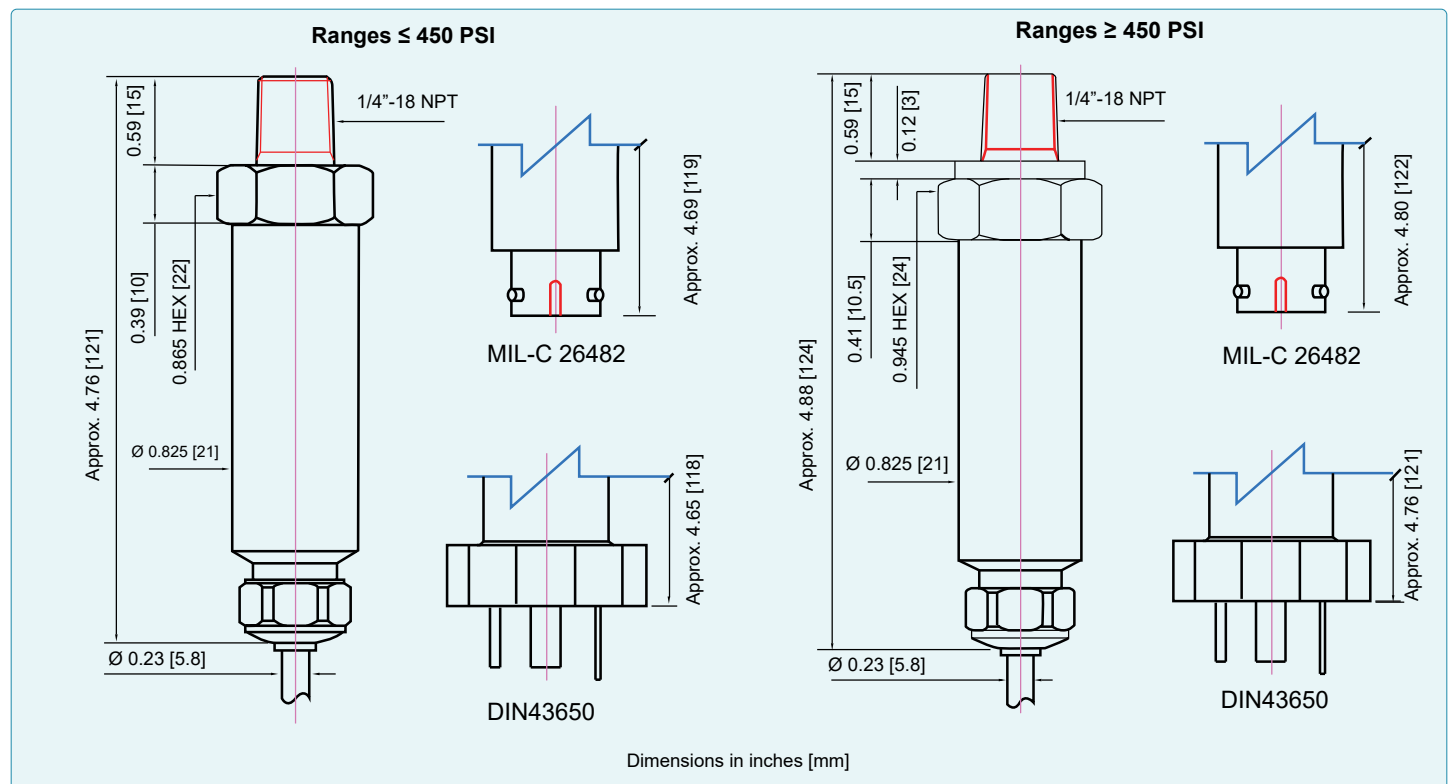 Ranges ≤ 450 PSI
0.59 [15]
1/4”-18 NPT
0.39 [10]
0.865 HEX [22]
Approx. 4.76 [121]
Ø 0.825 [21]
Ø 0.23 [5.8]
Approx. 4.69 [119]
MIL-C 26482
Approx. 4.65 [118]
DIN43650
Ranges ≥ 450 PSI
0.59 [15]
0.12 [3]
1/4”-18 NPT
0.41 [10.5]
0.945 HEX [24]
Approx. 4.88 [124]
Ø 0.825 [21]
Ø 0.23 [5.8]
Approx. 4.80 [122]
MIL-C 26482
Approx. 4.76 [121]
DIN43650
Dimensions in inches [mm]